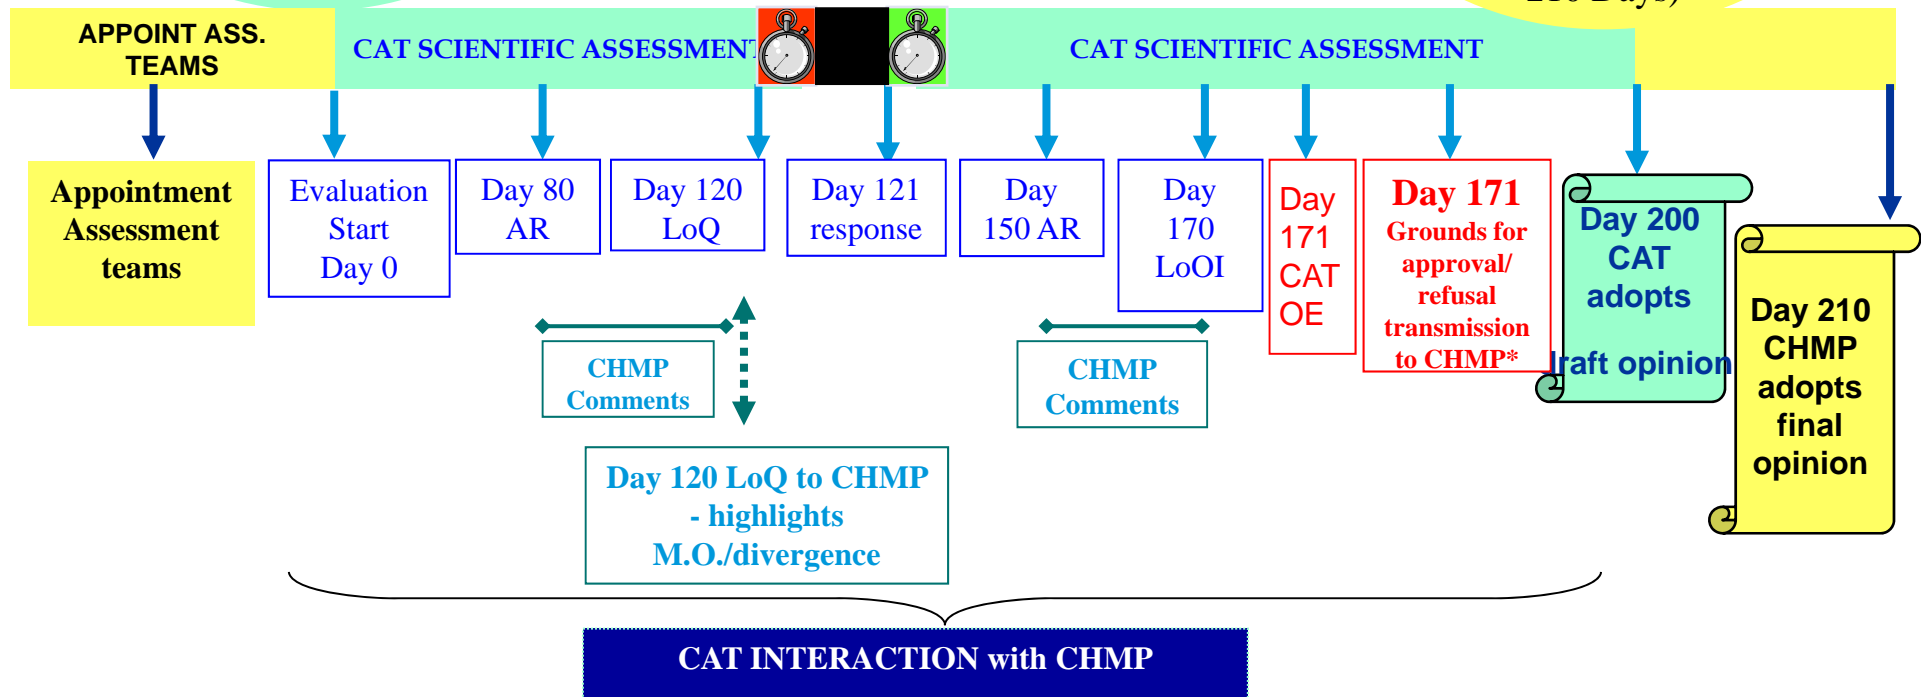 210 Days)
APPOINT ASS.
TEAMS
CAT SCIENTIFIC ASSESSMENT
CAT SCIENTIFIC ASSESSMENT
Appointment
Assessment
teams
Evaluation
Start
Day 0
Day 80
AR
Day 120
LoQ
Day 121
response
Day
150 AR
Day
170
LoOI
Day
171
CAT
OE
Day 171
Grounds for
approval/
refusal
transmission
to CHMP*
Day 200
CAT
adopts
draft opinion
Day 210
CHMP
adopts
final
opinion
CHMP
Comments
CHMP
Comments
Day 120 LoQ to CHMP
- highlights
M.O./divergence
CAT INTERACTION with CHMP